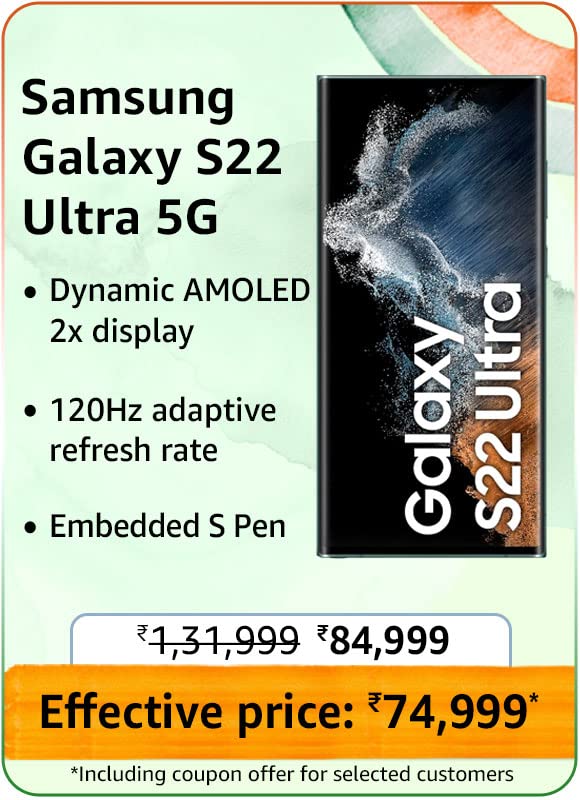 Samsung
Galaxy S22
Ultra 5G
• Dynamic AMOLED
2x display
• 120Hz adaptive
refresh rate
• Embedded S Pen
Galaxy
S22 Ultra
₹1,31,999 ₹84,999
Effective price: ₹74,999*
*Including coupon offer for selected customers